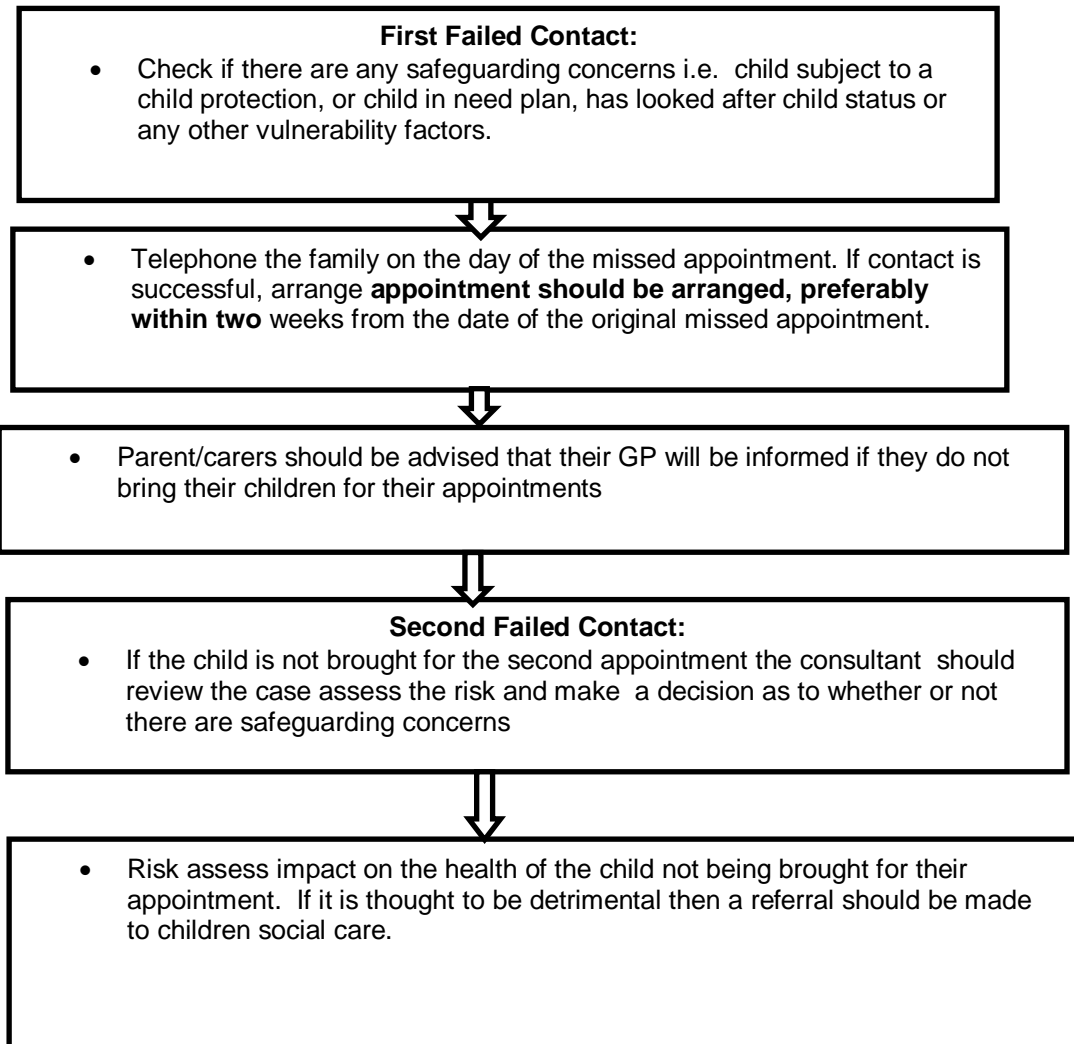 First Failed Contact:
• Check if there are any safeguarding concerns i.e. child subject to a
child protection, or child in need plan, has looked after child status or
any other vulnerability factors.
• Telephone the family on the day of the missed appointment. If contact is
successful, arrange appointment should be arranged, preferably
within two weeks from the date of the original missed appointment.
• Parent/carers should be advised that their GP will be informed if they do not
bring their children for their appointments
Second Failed Contact:
• If the child is not brought for the second appointment the consultant should
review the case assess the risk and make a decision as to whether or not
there are safeguarding concerns
• Risk assess impact on the health of the child not being brought for their
appointment. If it is thought to be detrimental then a referral should be made
to children social care.